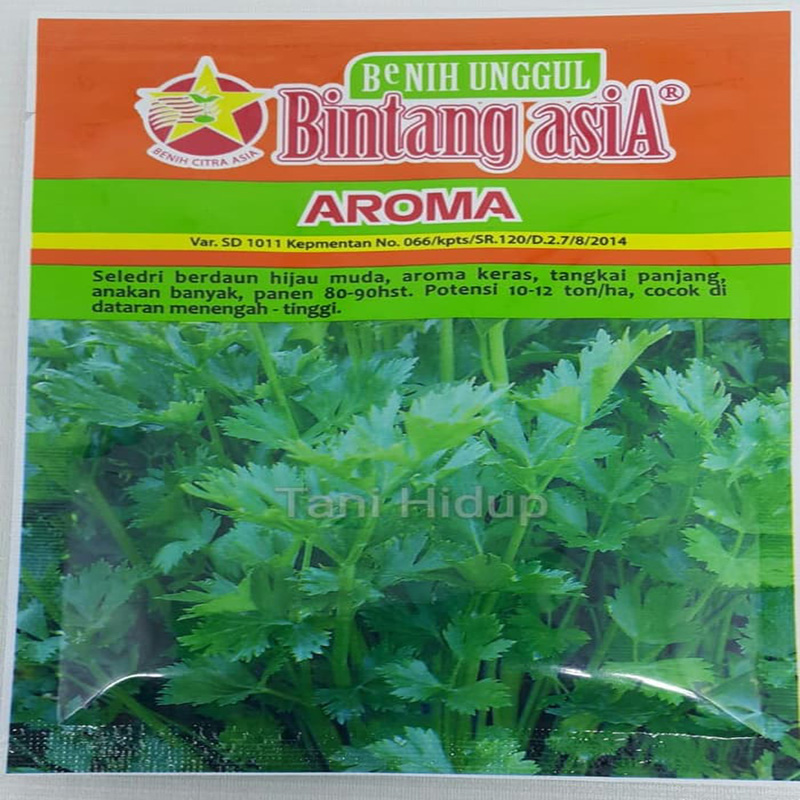 BeNIH UNGGUL
Bintang asiA®
BENIH CITRA ASIA
AROMA
Var. SD 1011 Kepmentan No. 066/kpts/SR.120/D.2.7/8/2014
Seledri berdaun hijau muda, aroma keras, tangkai panjang,
anakan banyak, panen 80-90hst. Potensi 10-12 ton/ha, cocok di
dataran menengah - tinggi.
Tani Hidup